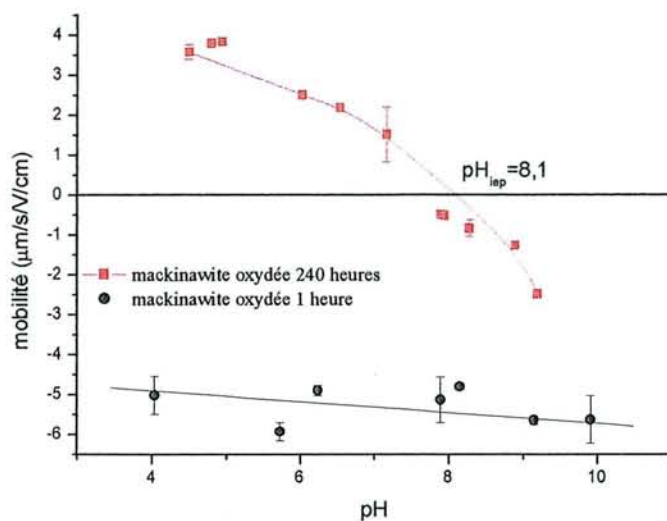 4
3
2
1
0
-1
-2
-3
-4
-5
-6
mobilité (µm/s/V/cm)
pHiep=8,1
mackinawite oxydée 240 heures
mackinawite oxydée 1 heure
4 6 8 10
pH